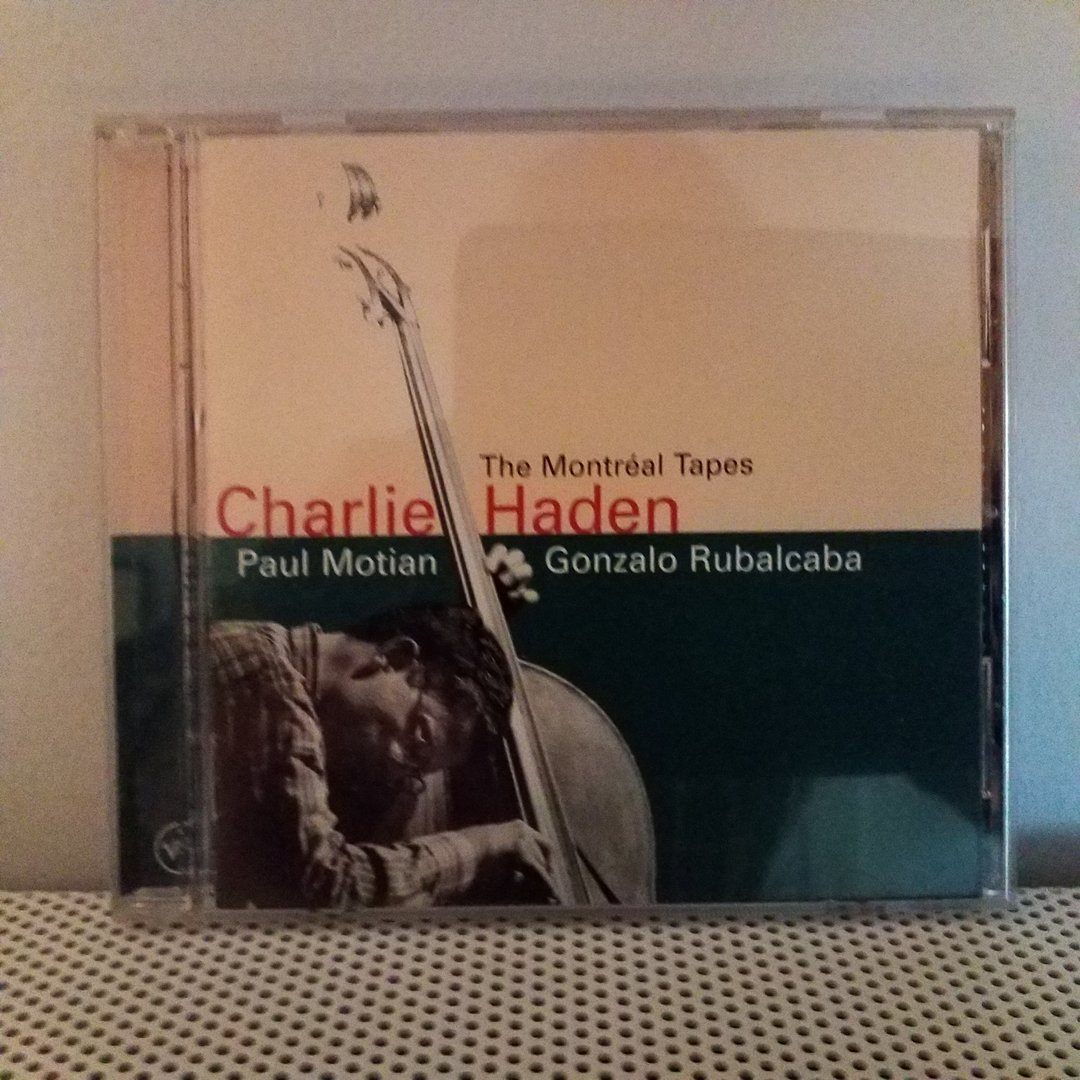 The Montréal Tapes
Charlie Haden
Paul Motian Gonzalo Rubalcaba